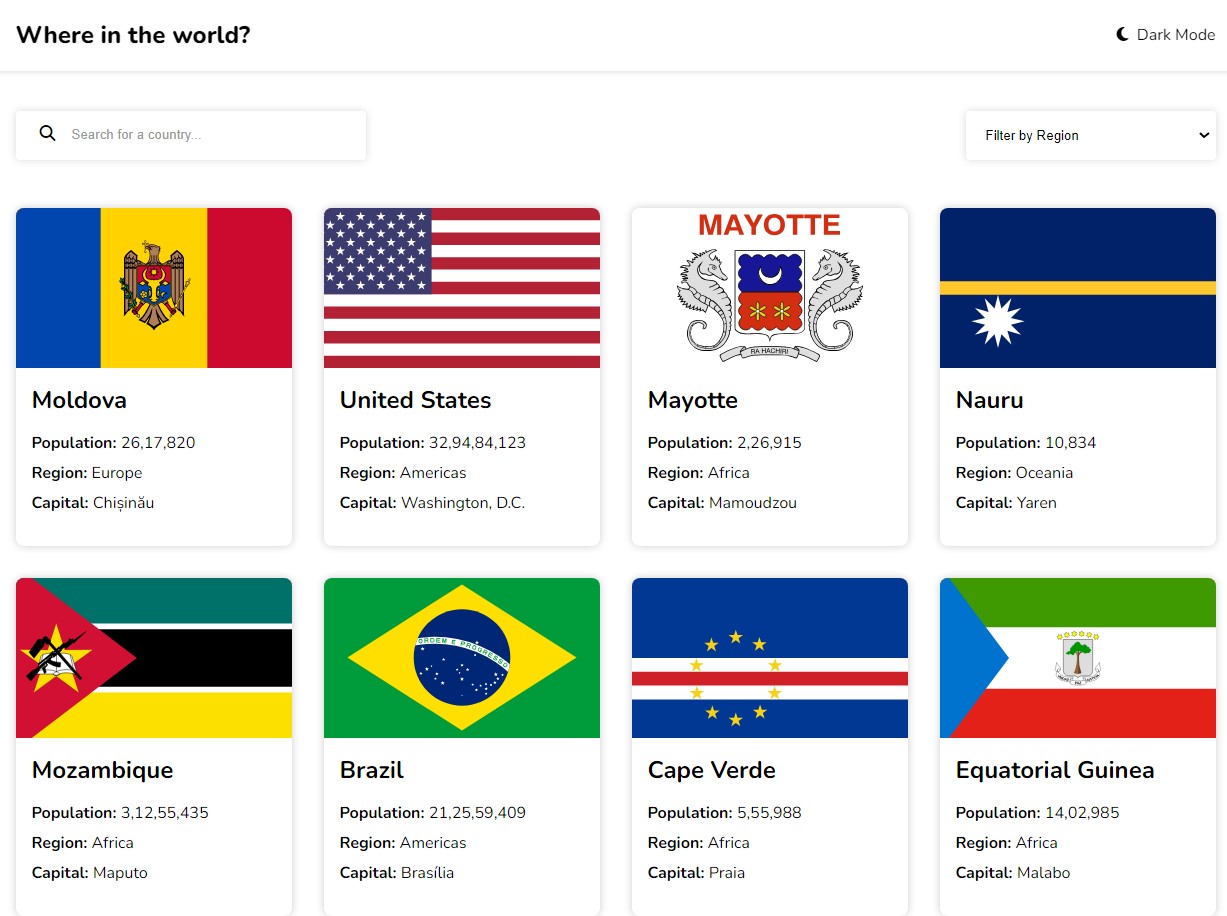 Where in the world?
Dark Mode
Search for a country...
Filter by Region
MAYOTTE
RA HACHIRI
Moldova
Population: 26,17,820
Region: Europe
Capital: Chișinău
United States
Population: 32,94,84,123
Region: Americas
Capital: Washington, D.C.
Mayotte
Population: 2,26,915
Region: Africa
Capital: Mamoudzou
Nauru
Population: 10,834
Region: Oceania
Capital: Yaren
ORDEM E PROGRESSO
Mozambique
Population: 3,12,55,435
Region: Africa
Capital: Maputo
Brazil
Population: 21,25,59,409
Region: Americas
Capital: Brasília
Cape Verde
Population: 5,55,988
Region: Africa
Capital: Praia
Equatorial Guinea
Population: 14,02,985
Region: Africa
Capital: Malabo